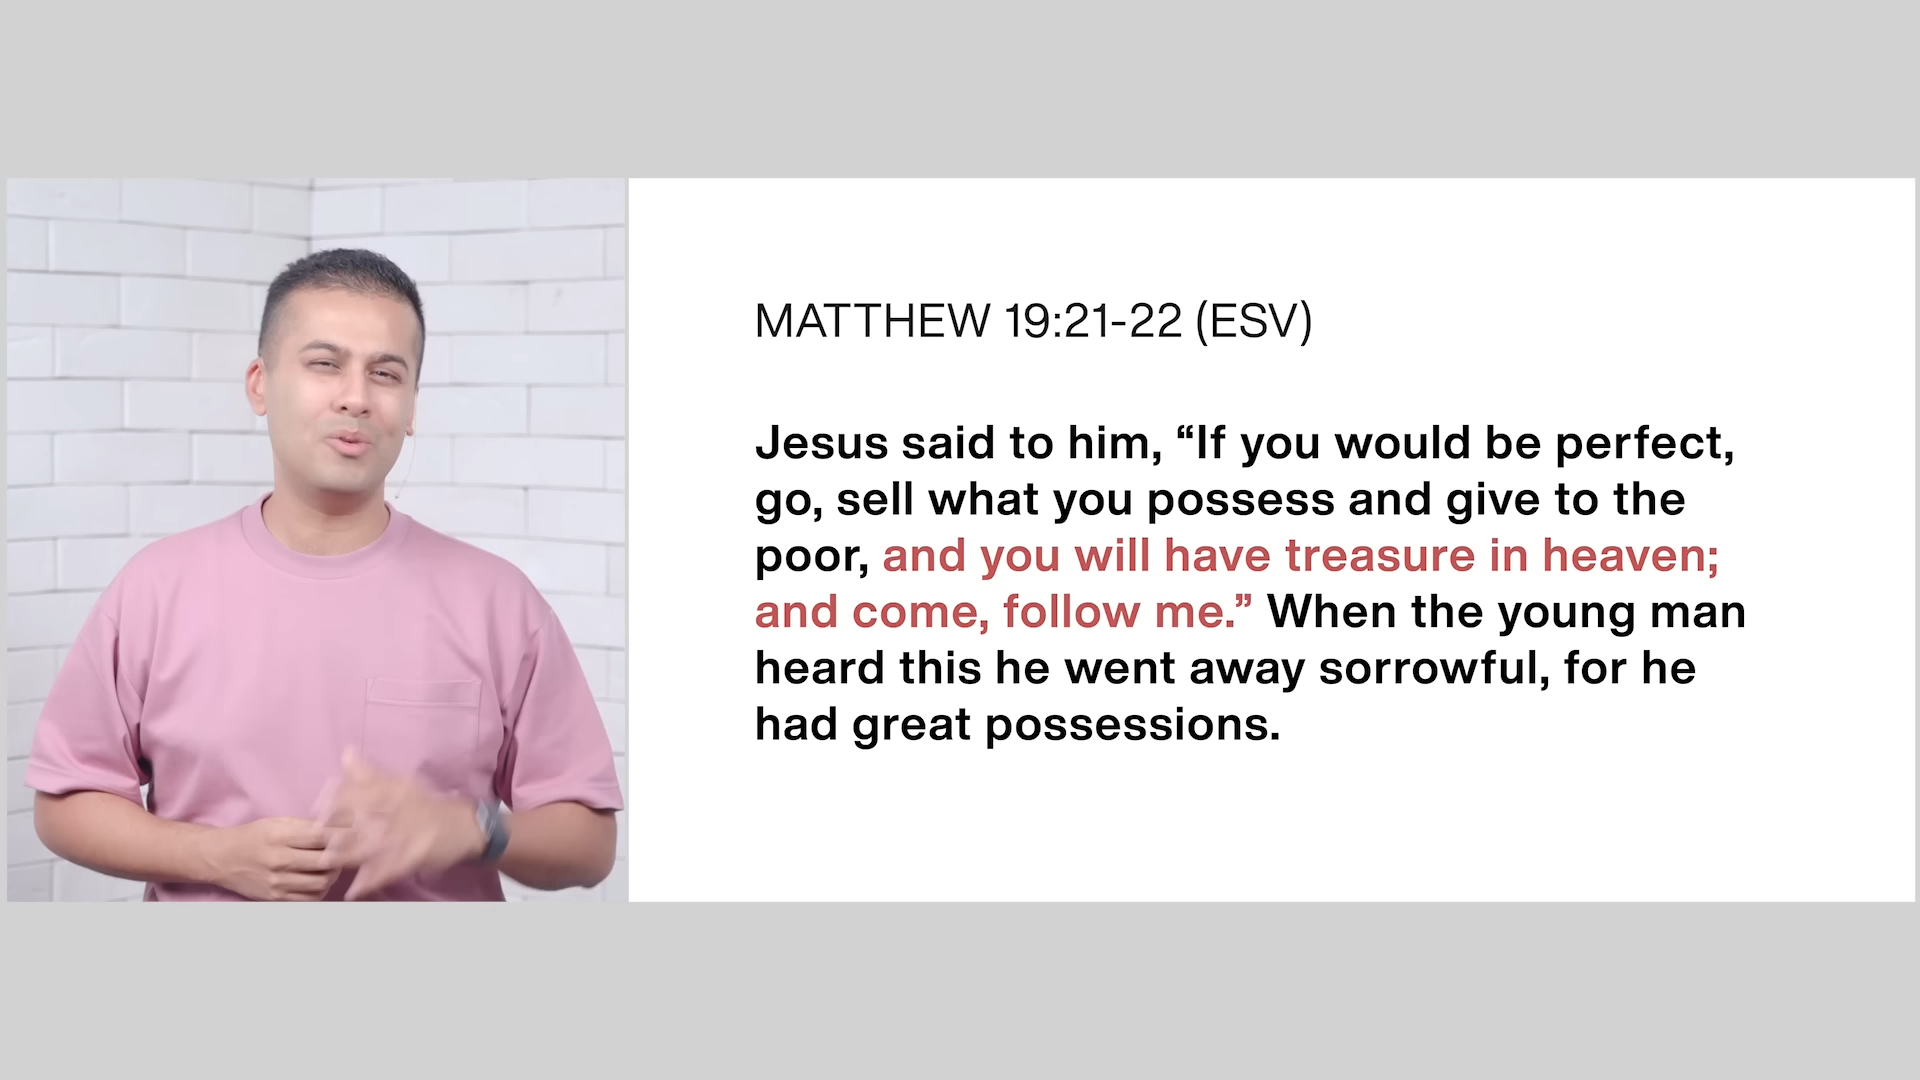 MATTHEW 19:21-22 (ESV)
Jesus said to him, “If you would be perfect,
go, sell what you possess and give to the
poor, and you will have treasure in heaven;
and come, follow me.” When the young man
heard this he went away sorrowful, for he
had great possessions.